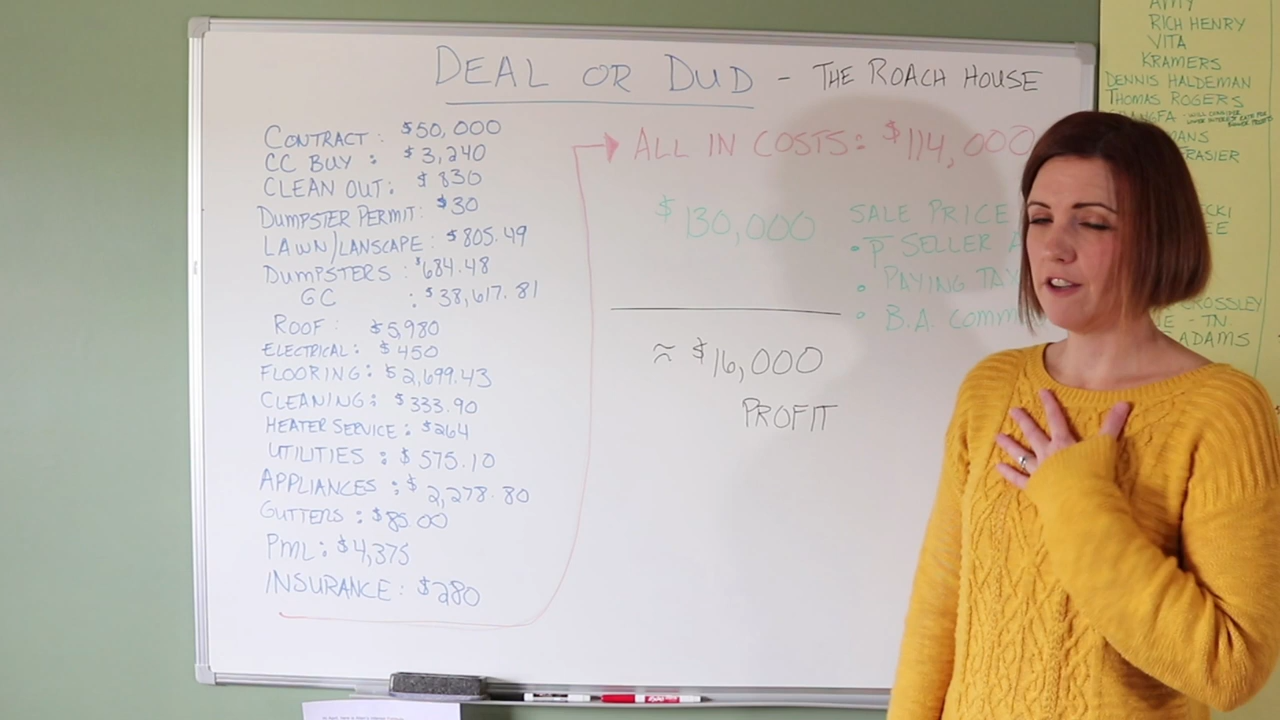 DEAL OR DUD - THE ROACH HOUSE
CONTRACT: $50,000
CC BUY: $3,240
CLEAN OUT: $830
DUMPSTER PERMIT: $30
LAWN/LANSCAPE: $805.49
DUMPSTERS: $684.48
GC : $38,617.81
ROOF: $5,980
ELECTRICAL: $450
FLOORING: $2,699.43
CLEANING: $333.90
HEATER SERVICE: $264
UTILITIES: $575.10
APPLIANCES: $2,278.80
GUTTERS: $85.00
PML: $4,375
INSURANCE: $280
ALL IN COSTS: $114,000
$130,000
SALE PRICE
SELLER
• PAYING
• B.A. COMM
≈ $16,000
PROFIT
AMY
RICH HENRY
VITA
KRAMERS
DENNIS HALDEMAN
THOMAS ROGERS
ADAMS